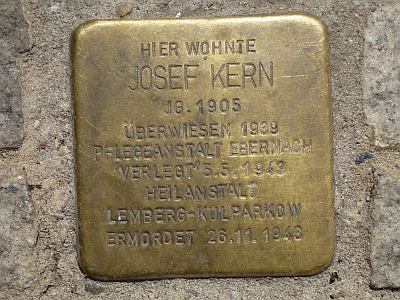 HIER WOHNTE
JOSEF KERN
JG. 1905
ÜBERWIESEN 1939
PFLEGEANSTALT EBERNACH
'VERLEGT' 5.5.1943
HEILANSTALT
LEMBERG-KULPARKOW
ERMORDET 26.11.1943